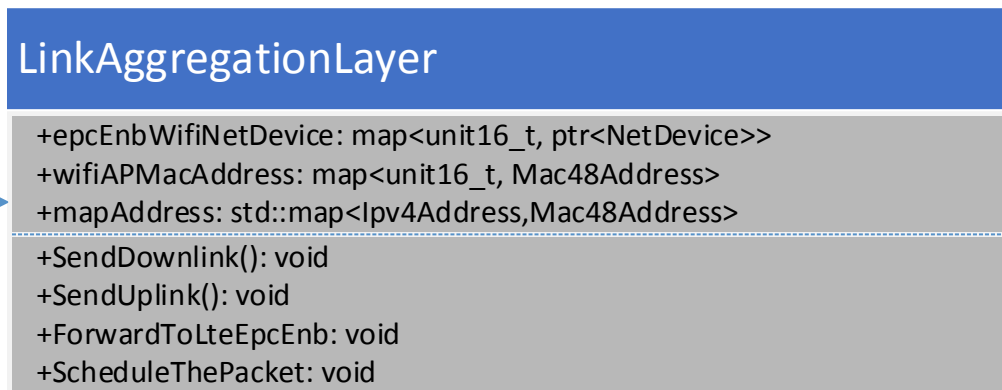 LinkAggregationLayer
+epcEnbWifiNetDevice: map<unit16_t, ptr<NetDevice>>
+wifiAPMacAddress: map<unit16_t, Mac48Address>
+mapAddress: std::map<Ipv4Address,Mac48Address>
+SendDownlink(): void
+SendUplink(): void
+ForwardToLteEpcEnb: void
+ScheduleThePacket: void